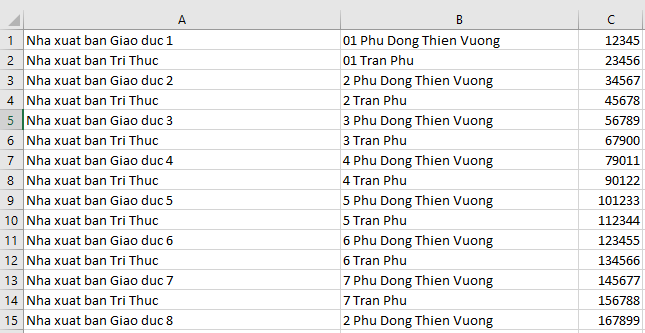 A B C
1 Nha xuat ban Giao duc 1 01 Phu Dong Thien Vuong 12345
2 Nha xuat ban Tri Thuc 01 Tran Phu 23456
3 Nha xuat ban Giao duc 2 2 Phu Dong Thien Vuong 34567
4 Nha xuat ban Tri Thuc 2 Tran Phu 45678
5 Nha xuat ban Giao duc 3 3 Phu Dong Thien Vuong 56789
6 Nha xuat ban Tri Thuc 3 Tran Phu 67900
7 Nha xuat ban Giao duc 4 4 Phu Dong Thien Vuong 79011
8 Nha xuat ban Tri Thuc 4 Tran Phu 90122
9 Nha xuat ban Giao duc 5 5 Phu Dong Thien Vuong 101233
10 Nha xuat ban Tri Thuc 5 Tran Phu 112344
11 Nha xuat ban Giao duc 6 6 Phu Dong Thien Vuong 123455
12 Nha xuat ban Tri Thuc 6 Tran Phu 134566
13 Nha xuat ban Giao duc 7 7 Phu Dong Thien Vuong 145677
14 Nha xuat ban Tri Thuc 7 Tran Phu 156788
15 Nha xuat ban Giao duc 8 2 Phu Dong Thien Vuong 167899